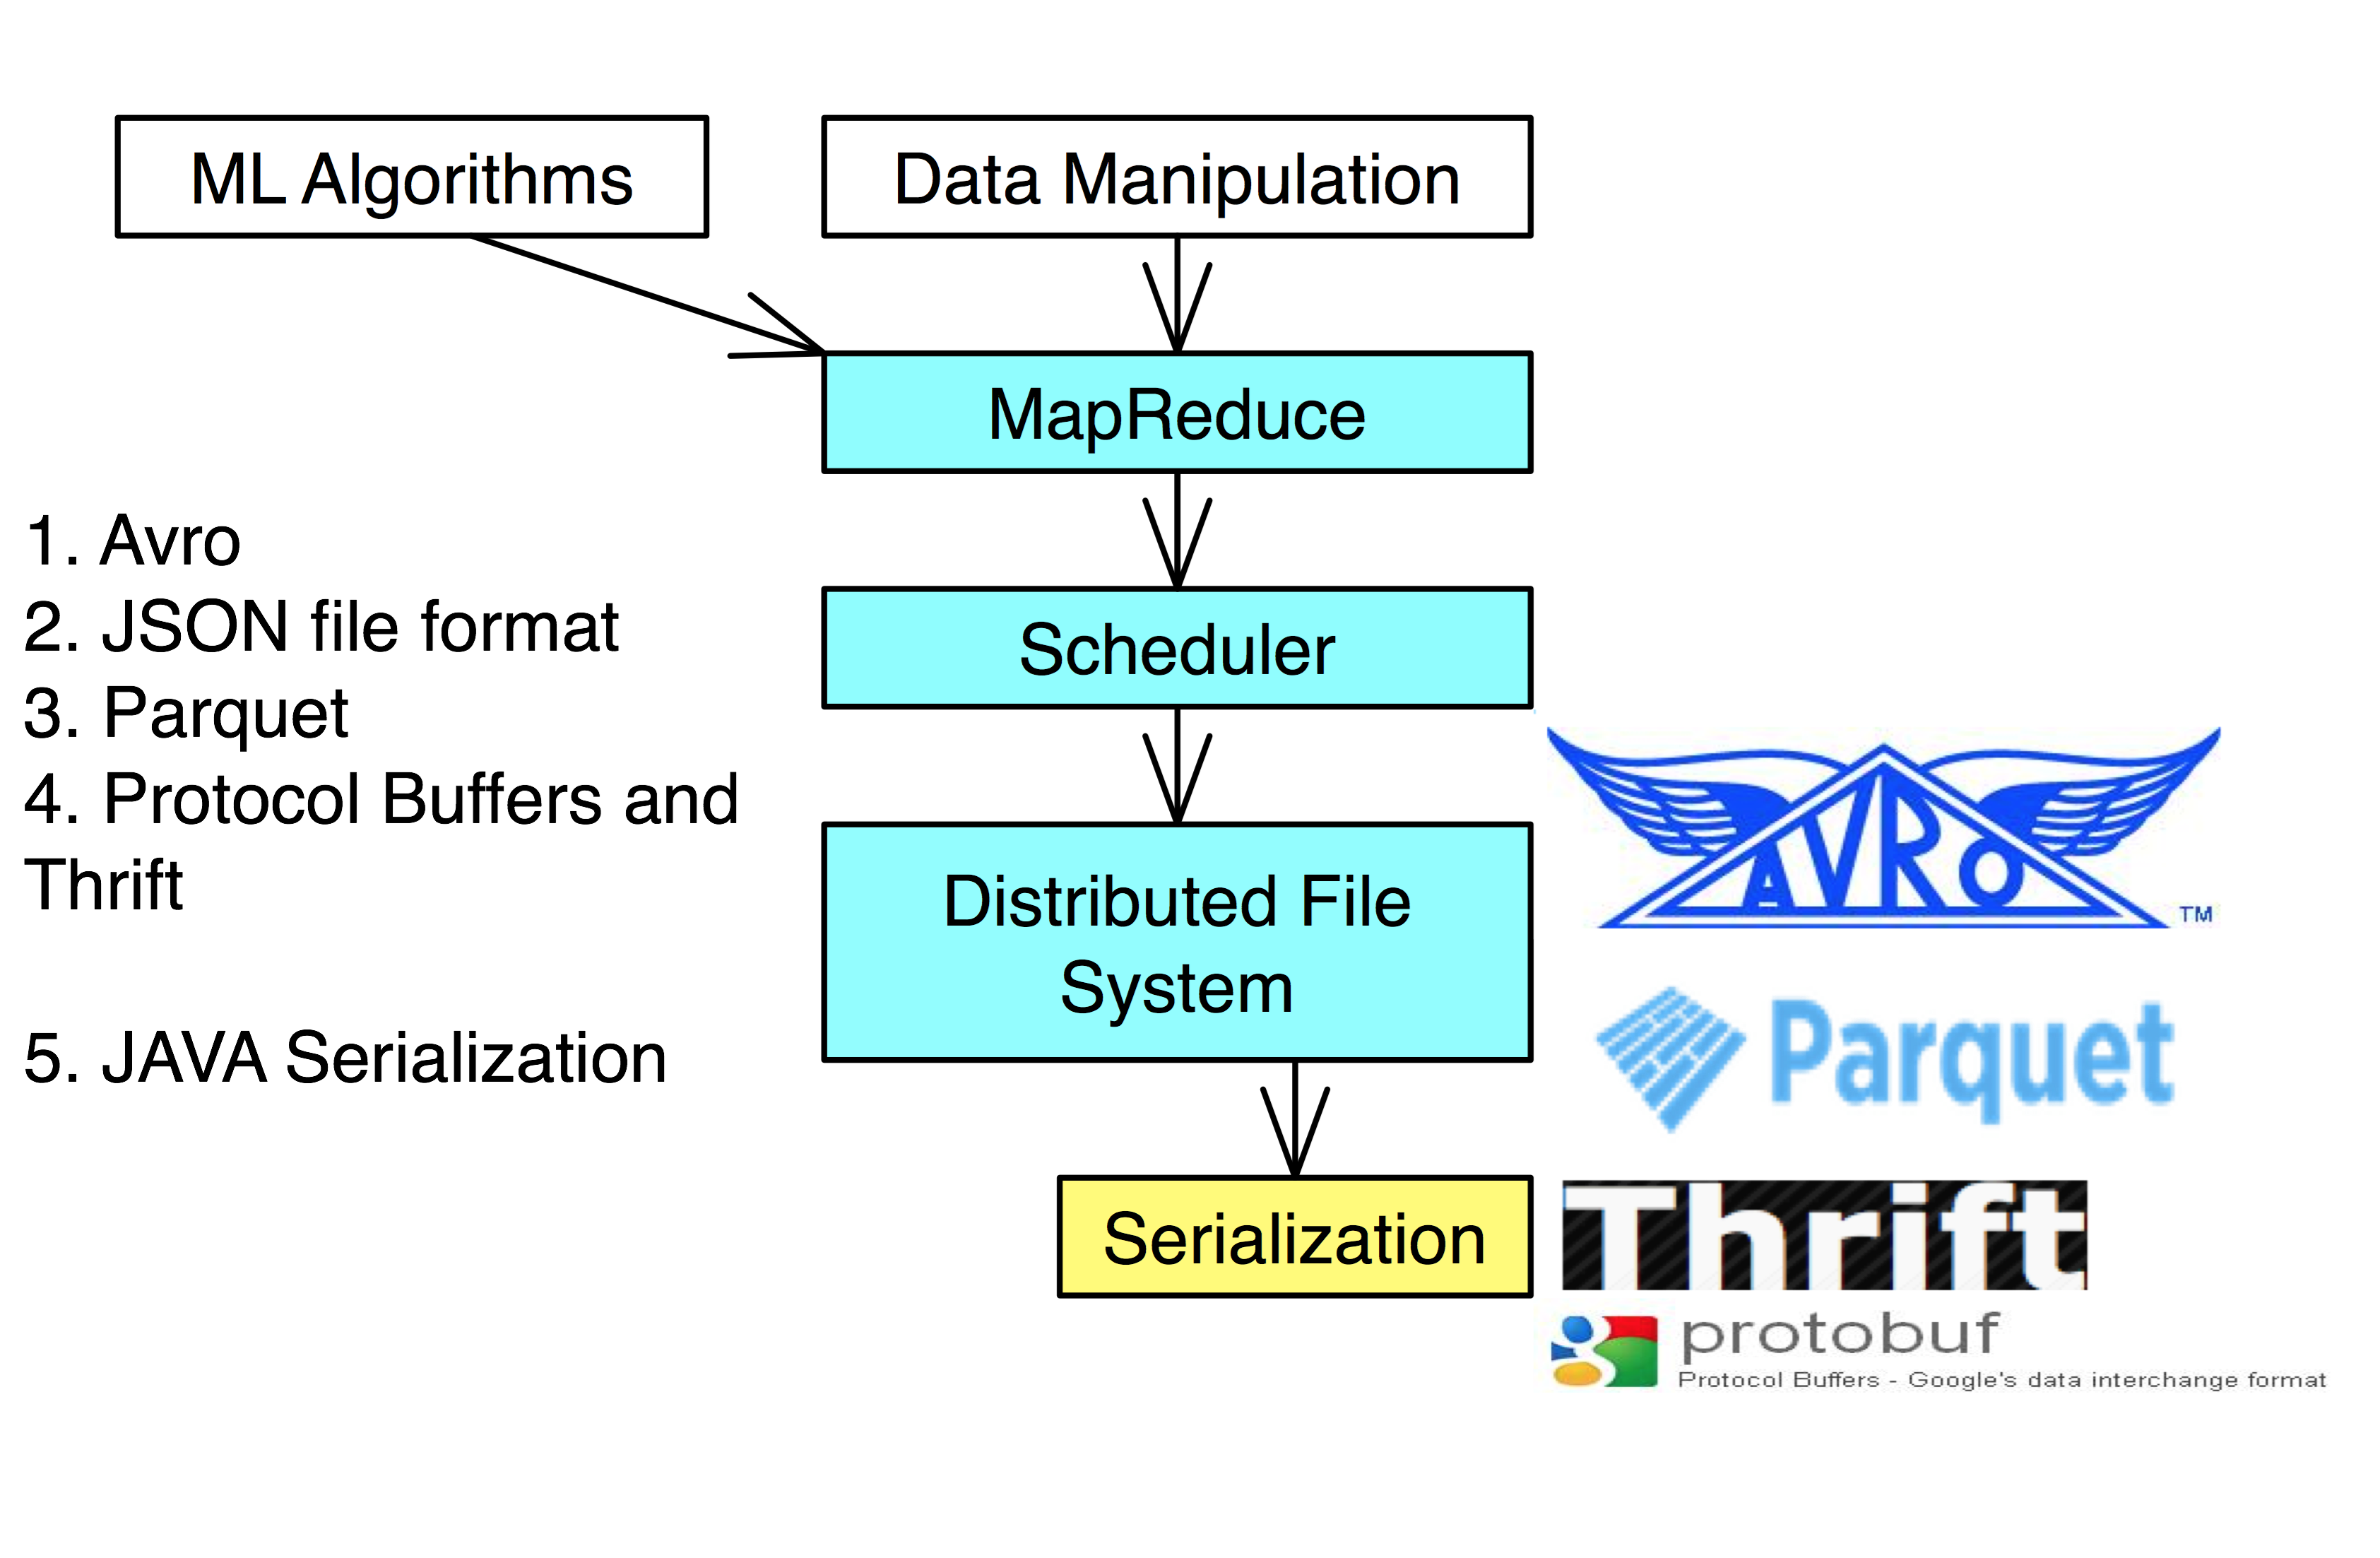 ML Algorithms
Data Manipulation
MapReduce
1. Avro
2. JSON file format
3. Parquet
4. Protocol Buffers and
Thrift
5. JAVA Serialization
Scheduler
Distributed File
System
Serialization
AVRO
TM
Parquet
Thrift
protobuf
Protocol Buffers - Google's data interchange format